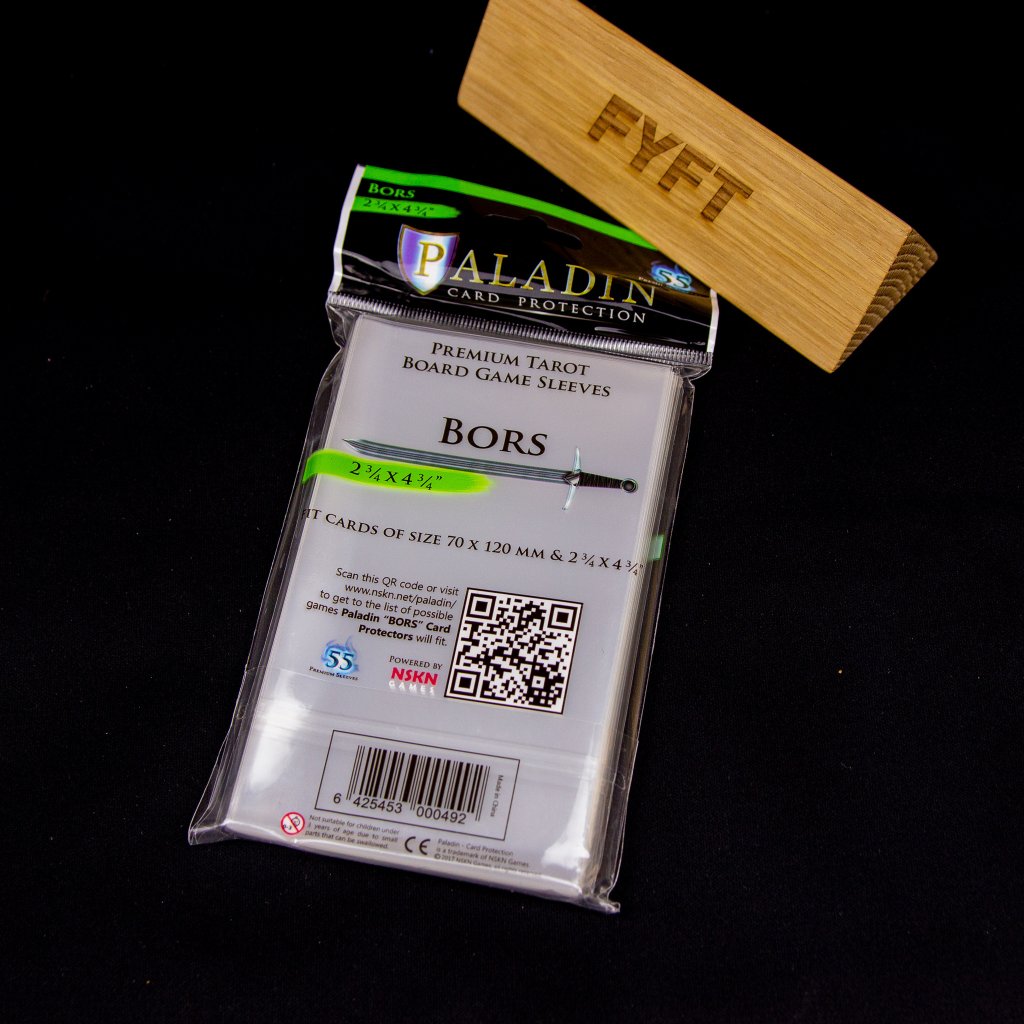 FYFT
BORS
2 ¾ X 4 ¾"
PALADIN
CARD PROTECTION
55
PREMIUM TAROT
BOARD GAME SLEEVES
BORS
2 ¾ X 4 ¾"
IT CARDS OF SIZE 70 X 120 MM & 2 ¾ X 4 ¾"
Scan this QR code or visit
www.nskn.net/paladin/
to get to the list of possible
games Paladin "BORS" Card
Protectors will fit.
55
PREMIUM SLEEVES
POWERED BY
NSKN
GAMES
6 425453 000492
Made in China
0-3
Not suitable for children under
3 years of age due to small
parts that can be swallowed.
CE
Paladin - Card Protection
is a trademark of NSKN Games
©2017 NSKN Games, all rights